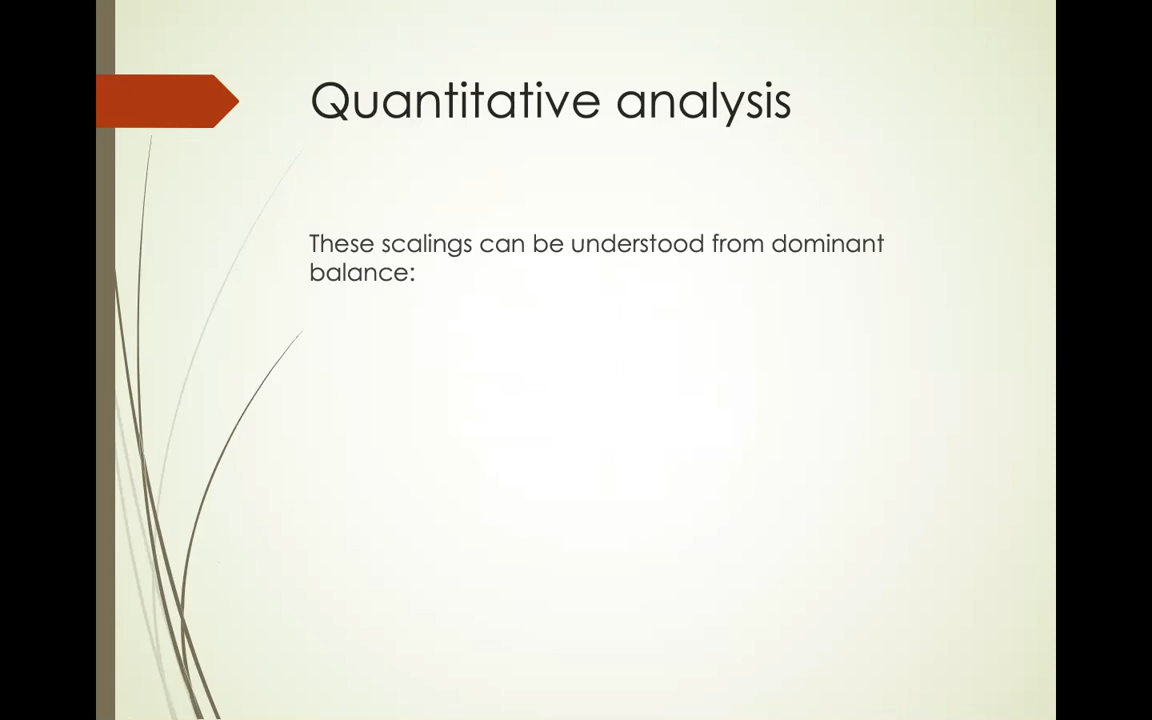 Quantitative analysis
These scalings can be understood from dominant
balance: